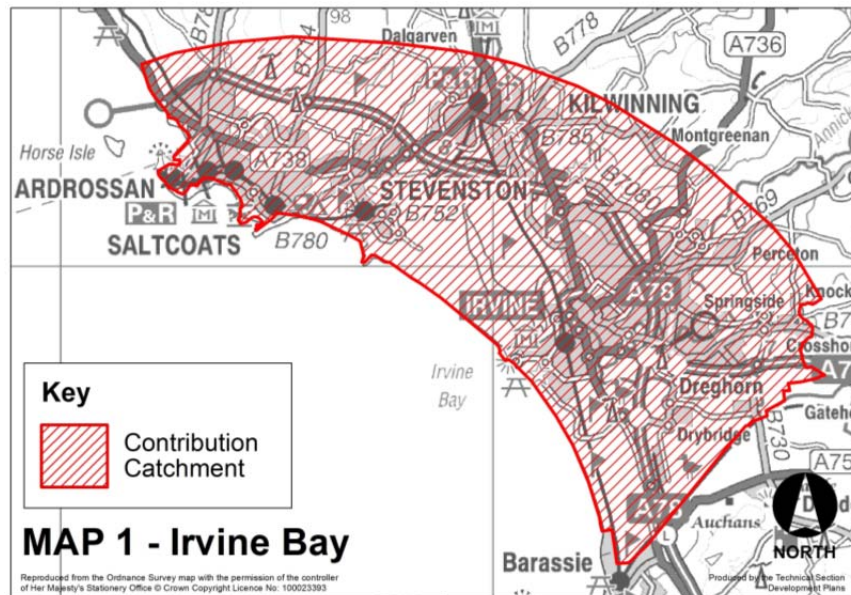 98
B714
B780
Dalgarven
B778
A736
P&R
KILWINNING
Montgreenan
Horse Isle
A738
B785
ARDROSSAN
STEVENSTON
B7080
B769
P&R
B752
SALTCOATS
B780
Perceton
A78
Springside
IRVINE
Irvine
Bay
Dreghorn
Drybridge
B730
A78
Auchans
Barassie
Key
Contribution
Catchment
MAP 1 - Irvine Bay
NORTH
Reproduced from the Ordnance Survey map with the permission of the controller
of Her Majesty's Stationery Office © Crown Copyright Licence No: 100023393
Produced by the Technical Section
Development Plans